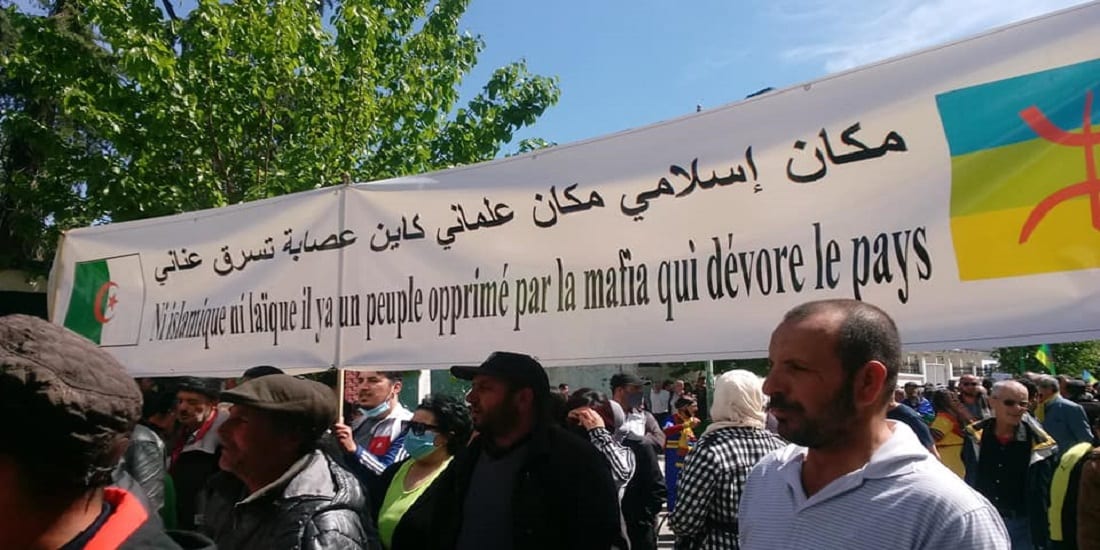 مكان إسلامي مكان علماني كاين عصابة تسرق عناني
Ni islamique ni laïque il ya un peuple opprimé par la mafia qui dévore le pays